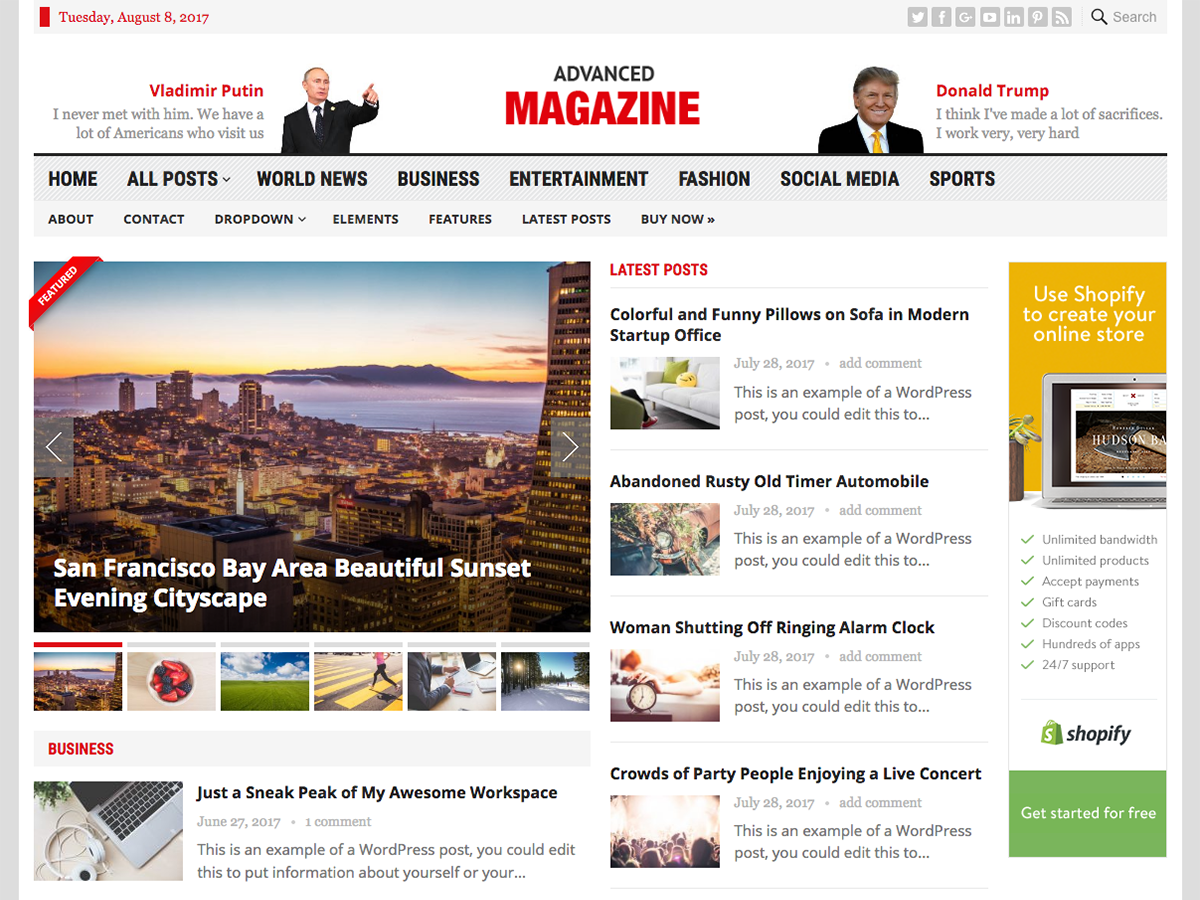 Tuesday, August 8, 2017
Search
Vladimir Putin
I never met with him. We have a
lot of Americans who visit us
ADVANCED
MAGAZINE
Donald Trump
I think I've made a lot of sacrifices.
I work very, very hard
HOME ALL POSTS WORLD NEWS BUSINESS ENTERTAINMENT FASHION SOCIAL MEDIA SPORTS
ABOUT CONTACT DROPDOWN ELEMENTS FEATURES LATEST POSTS BUY NOW »
FEATURED
San Francisco Bay Area Beautiful Sunset
Evening Cityscape
BUSINESS
Just a Sneak Peak of My Awesome Workspace
June 27, 2017 • 1 comment
This is an example of a WordPress post, you could edit
this to put information about yourself or your...
LATEST POSTS
Colorful and Funny Pillows on Sofa in Modern
Startup Office
July 28, 2017 • add comment
This is an example of a WordPress
post, you could edit this to...
Abandoned Rusty Old Timer Automobile
July 28, 2017 • add comment
This is an example of a WordPress
post, you could edit this to...
Woman Shutting Off Ringing Alarm Clock
July 28, 2017 • add comment
This is an example of a WordPress
post, you could edit this to...
Crowds of Party People Enjoying a Live Concert
July 28, 2017 • add comment
This is an example of a WordPress
post, you could edit this to...
Use Shopify
to create your
online store
HUDSON BA
Unlimited bandwidth
Unlimited products
Accept payments
Gift cards
Discount codes
Hundreds of apps
24/7 support
shopify
Get started for free